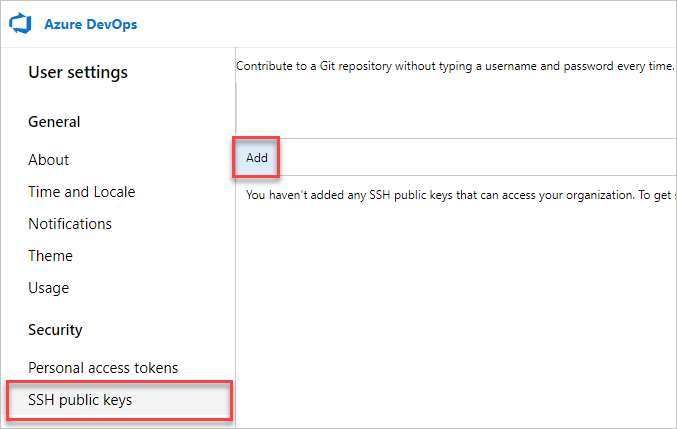 Azure DevOps
User settings
General
About
Time and Locale
Notifications
Theme
Usage
Security
Personal access tokens
SSH public keys
Contribute to a Git repository without typing a username and password every time.
Add
You haven't added any SSH public keys that can access your organization. To get s